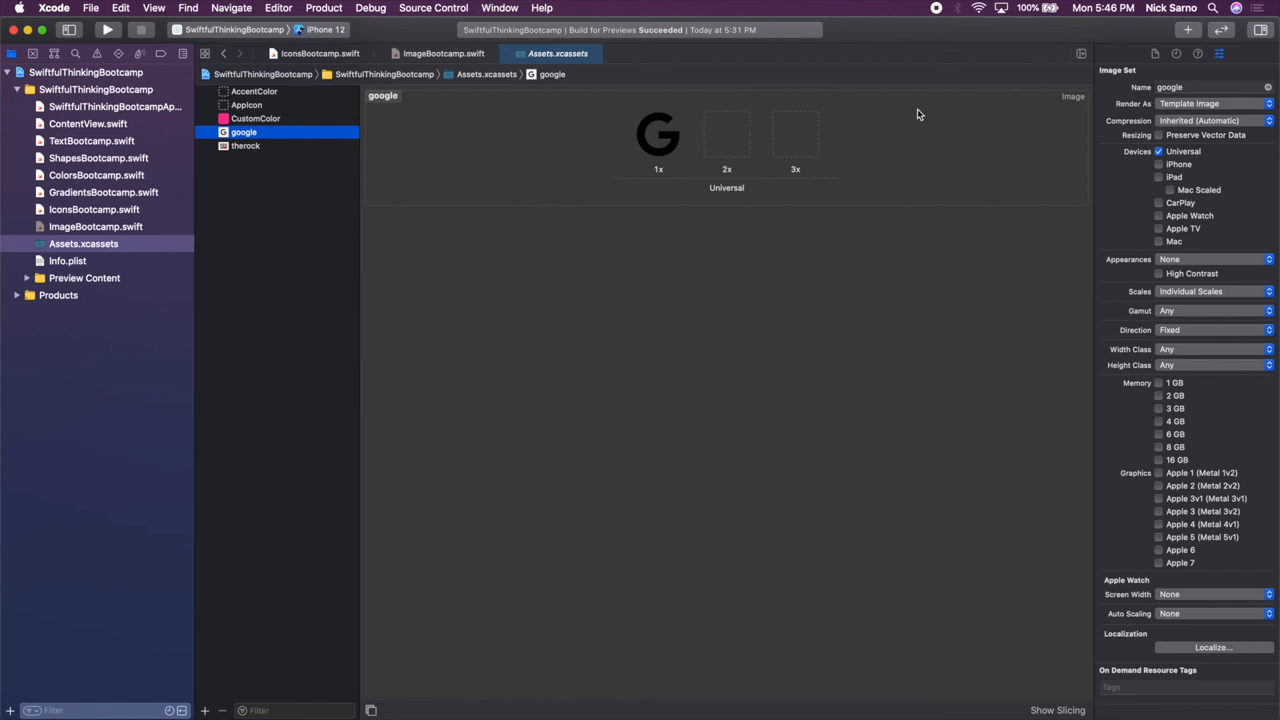 Xcode File Edit View Find Navigate Editor Product Debug Source Control Window Help 100% Mc 5:46 PM Nick Sarno
SwiftfulThinkingBootcamp iPhone 12 SwiftfulThinkingBootcamp | Build for Previews Succeeded | Today at 5:31 PM
IconsBootcamp.swift ImageBootcamp.swift Assets.xcassets
SwiftfulThinkingBootcamp SwiftfulThinkingBootcamp Assets.xcassets google
SwiftfulThinkingBootcamp
SwiftfulThinkingBootcamp
SwiftfulThinkingBootcampAp...
ContentView.swift
TextBootcamp.swift
ShapesBootcamp.swift
ColorsBootcamp.swift
GradientsBootcamp.swift
IconsBootcamp.swift
ImageBootcamp.swift
Assets.xcassets
Info.plist
Preview Content
Products
Filter
AccentColor
AppIcon
CustomColor
google
therock
Filter
google Image
G
1x 2x 3x
Universal
Show Slicing
Image Set
Name google
Render As Template Image
Compression Inherited (Automatic)
Resizing Preserve Vector Data
Devices Universal
iPhone
iPad
Mac Scaled
CarPlay
Apple Watch
Apple TV
Mac
Appearances None
High Contrast
Scales Individual Scales
Gamut Any
Direction Fixed
Width Class Any
Height Class Any
Memory 1 GB
2 GB
3 GB
4 GB
6 GB
8 GB
16 GB
Graphics Apple 1 (Metal 1v2)
Apple 2 (Metal 2v2)
Apple 3v1 (Metal 3v1)
Apple 3 (Metal 3v2)
Apple 4 (Metal 4v1)
Apple 5 (Metal 5v1)
Apple 6
Apple 7
Apple Watch
Screen Width None
Auto Scaling None
Localization
Localize...
On Demand Resource Tags
Tags